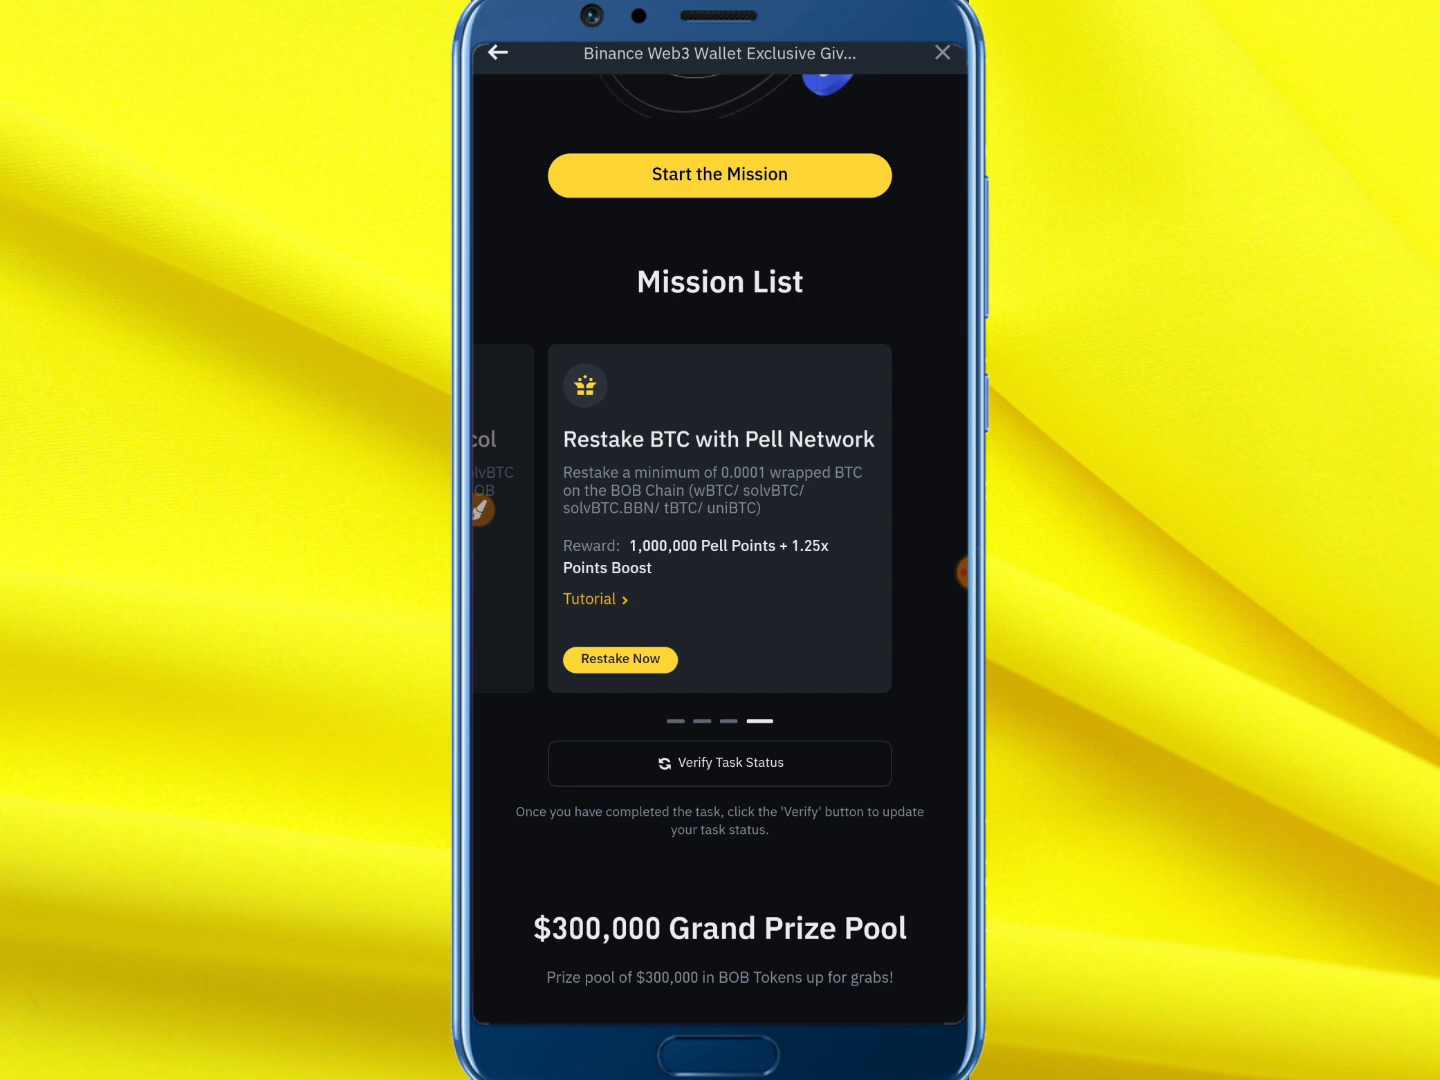 Binance Web3 Wallet Exclusive Giv...
Start the Mission
Mission List
col
lvBTC
OB
Restake BTC with Pell Network
Restake a minimum of 0.0001 wrapped BTC
on the BOB Chain (wBTC/ solvBTC/
solvBTC.BBN/ tBTC/ uniBTC)
Reward: 1,000,000 Pell Points + 1.25x
Points Boost
Tutorial >
Restake Now
Verify Task Status
Once you have completed the task, click the 'Verify' button to update
your task status.
$300,000 Grand Prize Pool
Prize pool of $300,000 in BOB Tokens up for grabs!